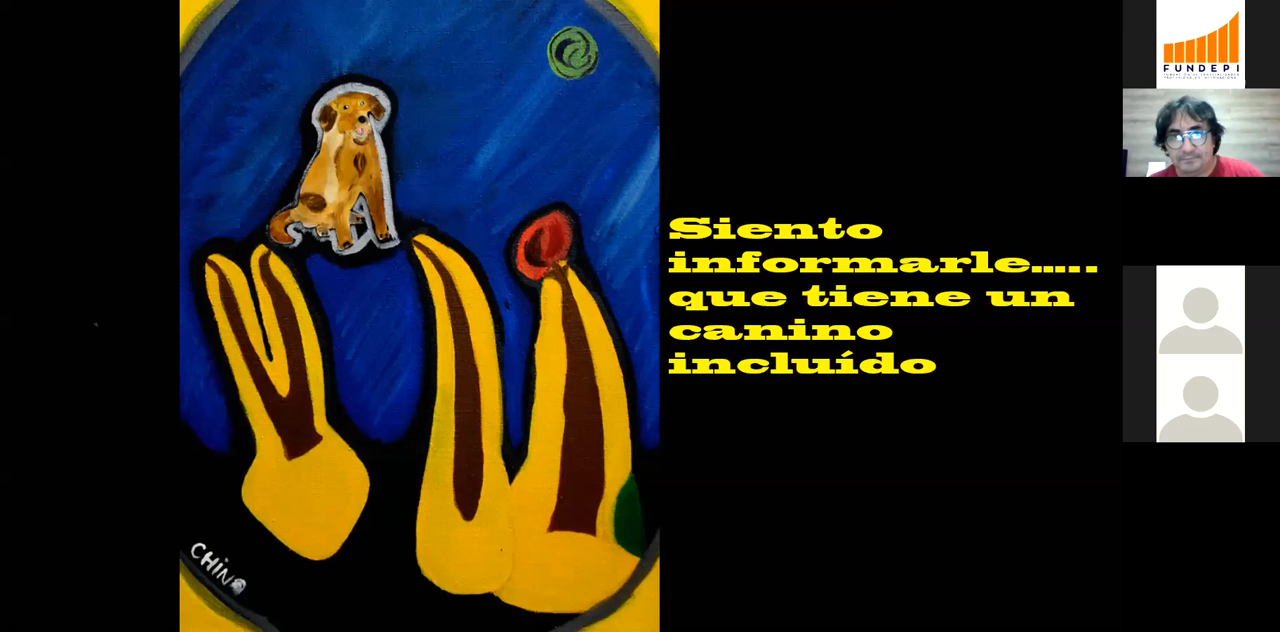 Siento
informarle.....
que tiene un
canino
incluído
CHINO
FUNDEPI